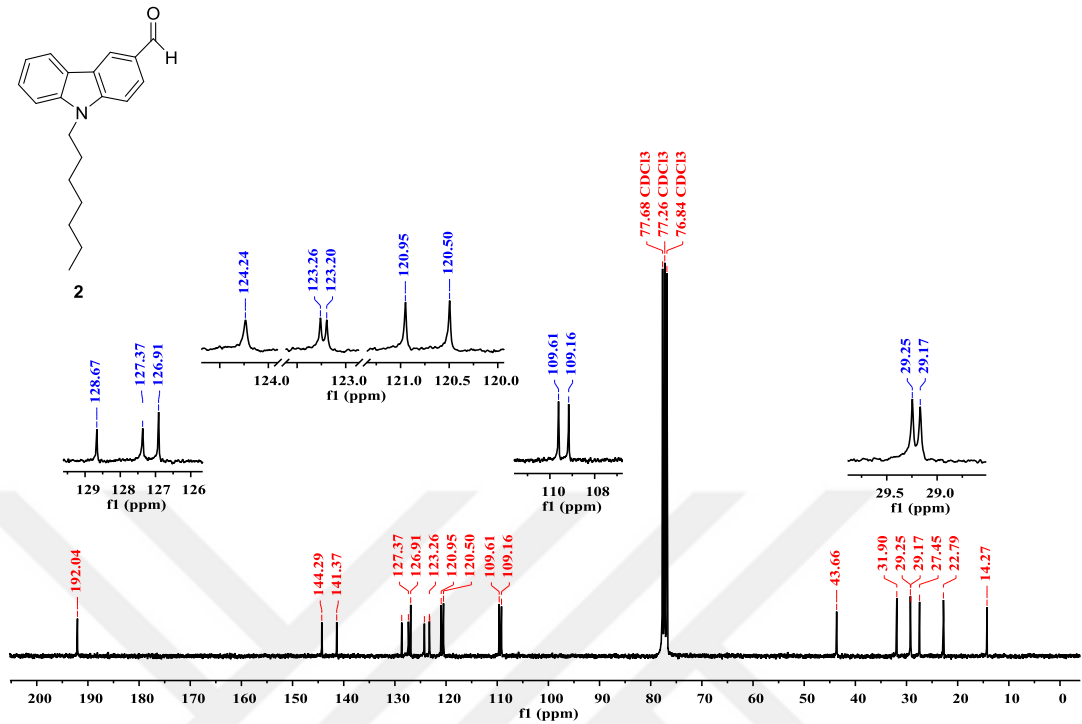 O
H
N
2
77.68 CDCl3
77.26 CDCl3
76.84 CDCl3
124.24
123.26
123.20
120.95
120.50
124.0 123.0 121.0 120.5 120.0
f1 (ppm)
128.67
127.37
126.91
129 128 127 126
f1 (ppm)
109.61
109.16
110 108
f1 (ppm)
29.25
29.17
29.5 29.0
f1 (ppm)
192.04
144.29
141.37
127.37
126.91
123.26
120.95
120.50
109.61
109.16
43.66
31.90
29.25
29.17
27.45
22.79
14.27
200 190 180 170 160 150 140 130 120 110 100 90 80 70 60 50 40 30 20 10 0
f1 (ppm)